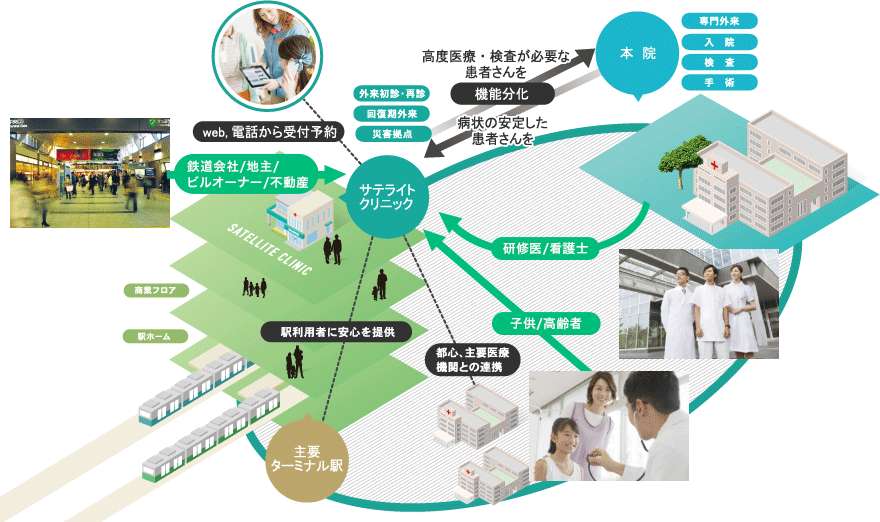 専門外来
本 院
入 院
高度医療・検査が必要な
患者さんを
検 査
手 術
外来初診・再診
機能分化
回復期外来
病状の安定した
患者さんを
災害拠点
web,電話から受付予約
鉄道会社/地主/
ビルオーナー/不動産
サテライト
クリニック
SATELLITE CLINIC
研修医/看護士
商業フロア
子供/高齢者
駅利用者に安心を提供
駅ホーム
都心、主要医療
機関との連携
主要
ターミナル駅